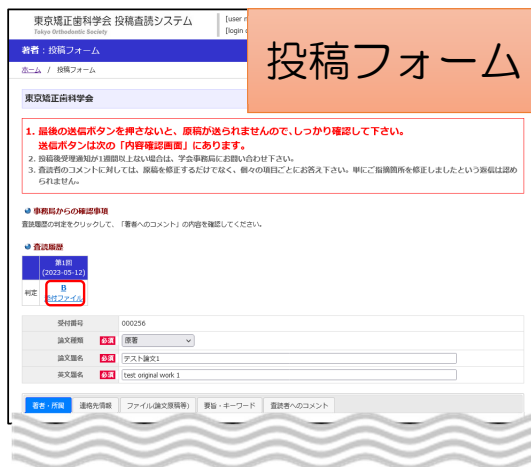 東京矯正歯科学会 投稿査読システム
Tokyo Orthodontic Society
[user
[login
投稿フォーム
著者：投稿フォーム
ホーム / 投稿フォーム
東京矯正歯科学会
1. 最後の送信ボタンを押さないと、原稿が送られませんので、しっかり確認して下さい。
送信ボタンは次の「内容確認画面」にあります。
2. 投稿後受理通知が1週間以上ない場合は、学会事務局にお問い合わせ下さい。
3. 査読者のコメントに対しては、原稿を修正するだけでなく、個々の項目ごとにお答え下さい。単にご指摘箇所を修正しましたという返信は認め
られません。
事務局からの確認事項
査読履歴の判定をクリックして、「著者へのコメント」の内容を確認してください。
査読履歴
第1回
(2023-05-12)
判定 B
添付ファイル
受付番号 000256
論文種類 必須 原著
論文題名 必須 テスト論文1
英文題名 必須 test original work 1
著者・所属 連絡先情報 ファイル(論文原稿等) 要旨・キーワード 査読者へのコメント